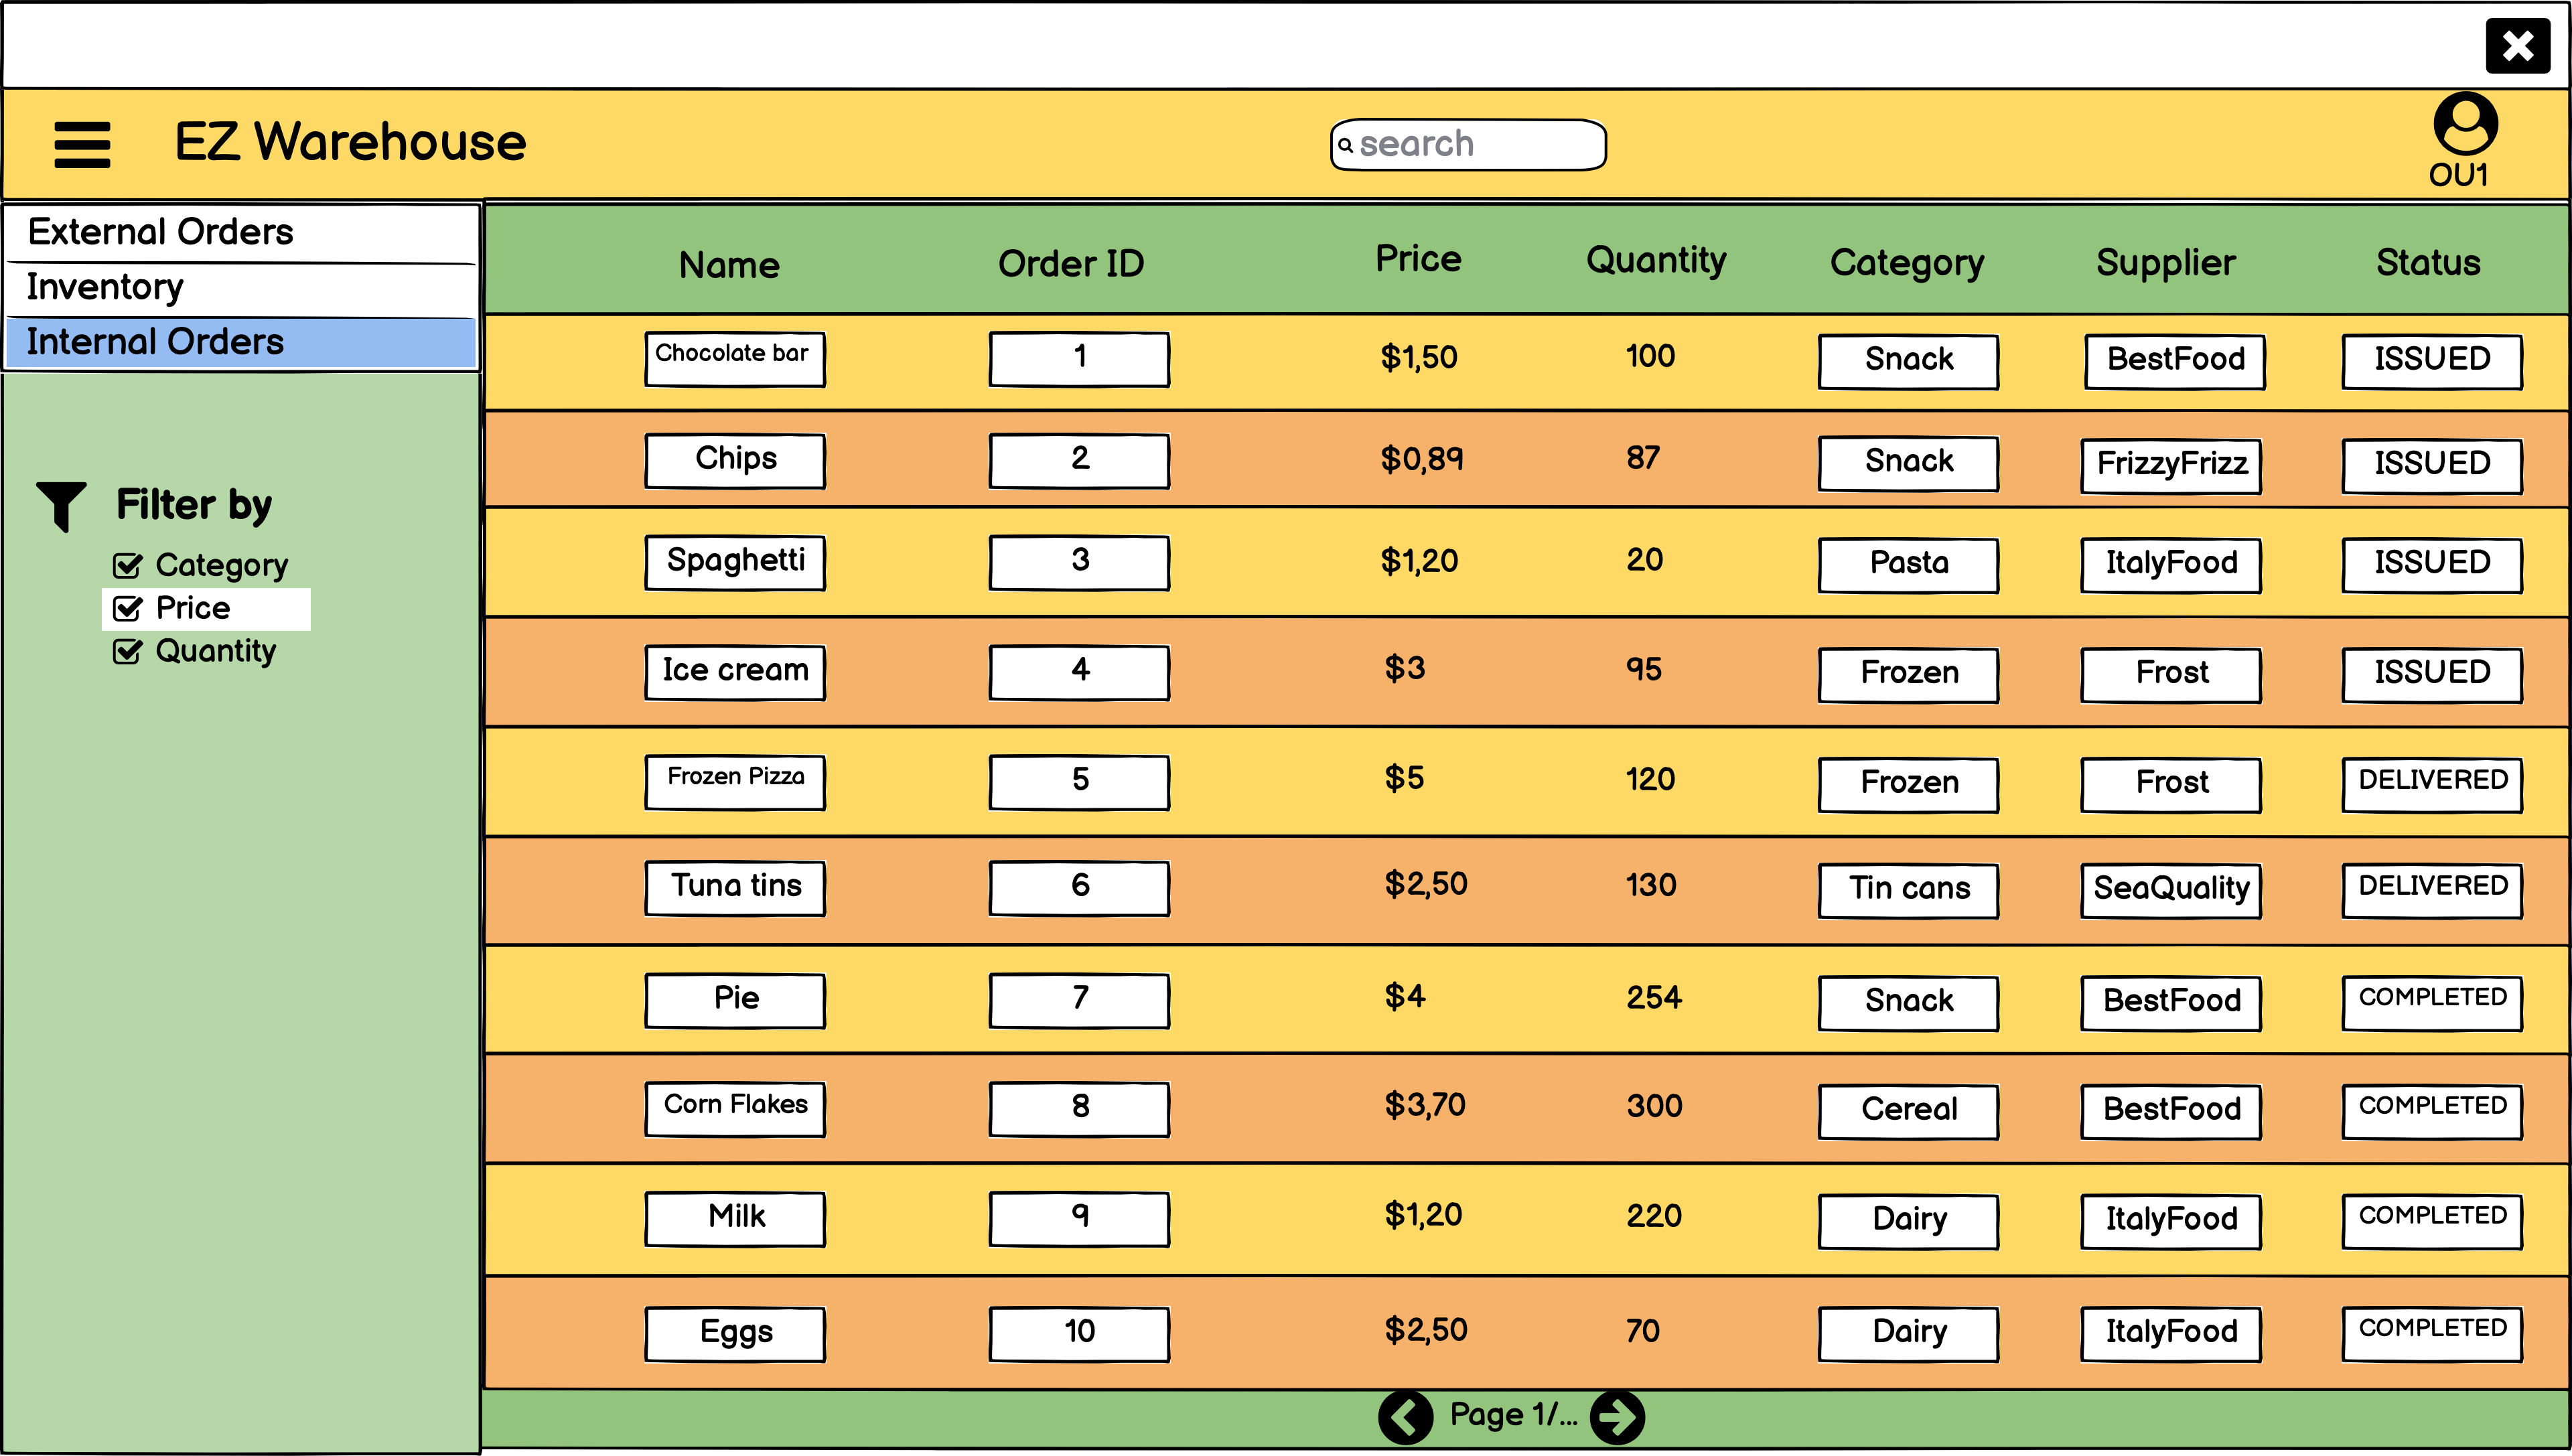 EZ Warehouse
search
OU1
External Orders
Inventory
Internal Orders
Filter by
Category
Price
Quantity
Name Order ID Price Quantity Category Supplier Status
Chocolate bar 1 $1,50 100 Snack BestFood ISSUED
Chips 2 $0,89 87 Snack FrizzyFrizz ISSUED
Spaghetti 3 $1,20 20 Pasta ItalyFood ISSUED
Ice cream 4 $3 95 Frozen Frost ISSUED
Frozen Pizza 5 $5 120 Frozen Frost DELIVERED
Tuna tins 6 $2,50 130 Tin cans SeaQuality DELIVERED
Pie 7 $4 254 Snack BestFood COMPLETED
Corn Flakes 8 $3,70 300 Cereal BestFood COMPLETED
Milk 9 $1,20 220 Dairy ItalyFood COMPLETED
Eggs 10 $2,50 70 Dairy ItalyFood COMPLETED
Page 1/...